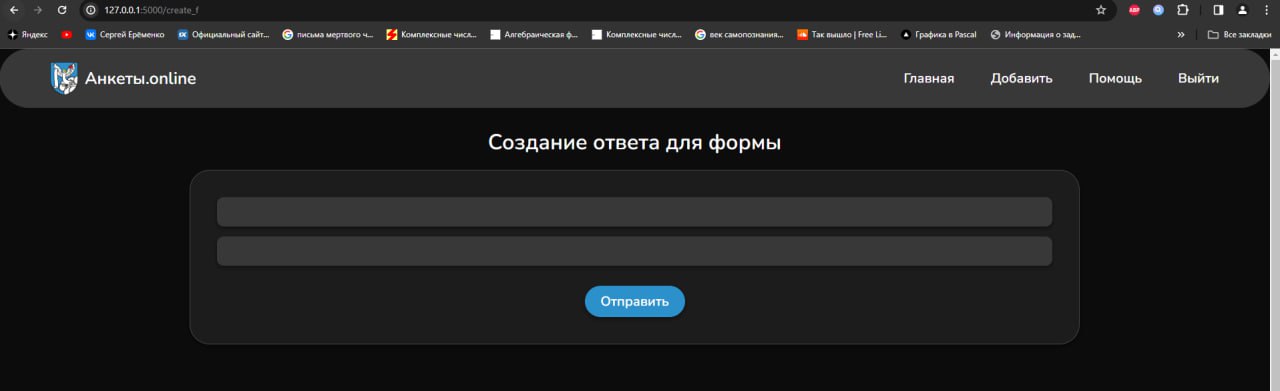 127.0.0.1:5000/create_f
Яндекс
Сергей Ерёменко
Официальный сайт...
письма мертвого ч...
Комплексные числ...
Алгебраическая ф...
Комплексные числ...
век самопознания...
Так вышло | Free Li...
Графика в Pascal
Информация о зад...
»
Все закладки
Анкеты.online
Главная
Добавить
Помощь
Выйти
Создание ответа для формы
Отправить